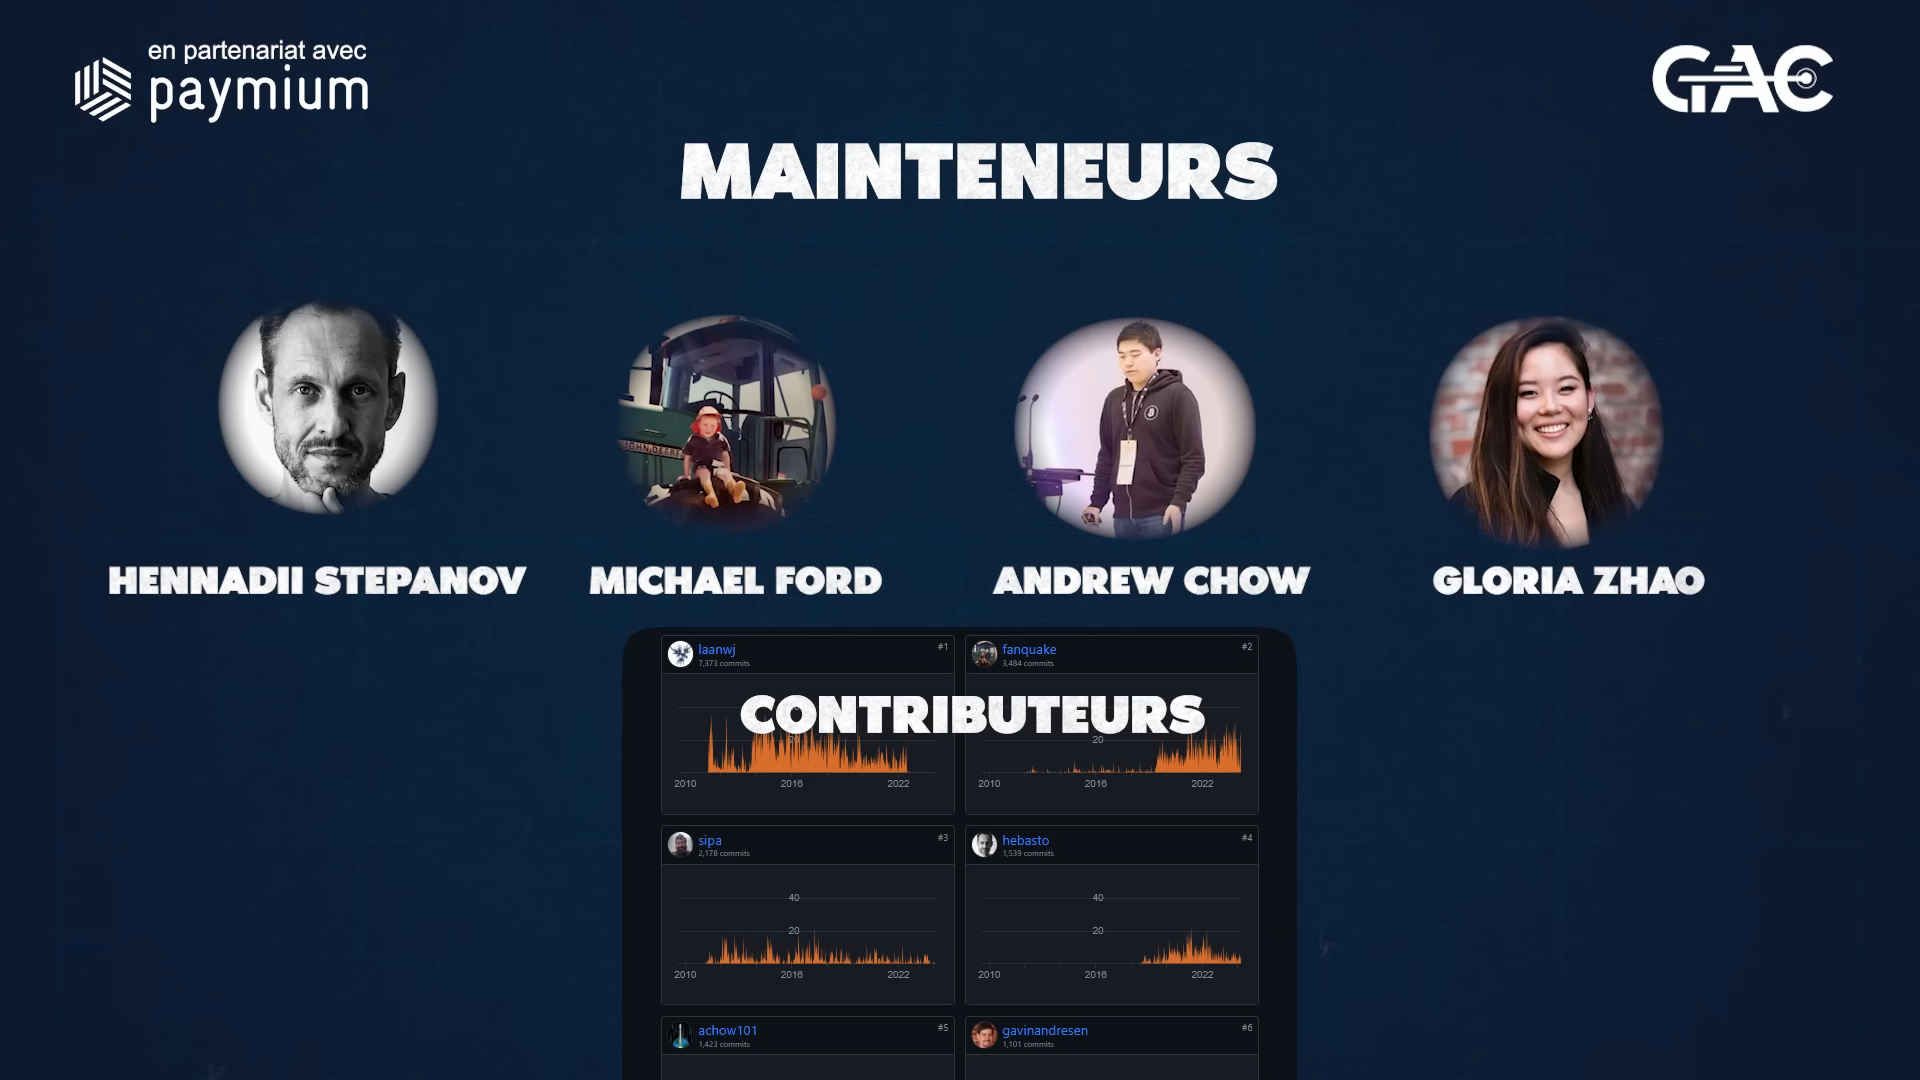 en partenariat avec
paymium
GAC
MAINTENEURS
JOHN DEERE
HENNADII STEPANOV
MICHAEL FORD
ANDREW CHOW
GLORIA ZHAO
laanwj
#1
7,373 commits
fanquake
#2
3,484 commits
CONTRIBUTEURS
20
20
2010 2016 2022
2010 2016 2022
sipa
#3
2,178 commits
hebasto
#4
1,539 commits
40
20
2010 2016 2022
40
20
2010 2016 2022
achow101
#5
1,423 commits
gavinandresen
#6
1,101 commits